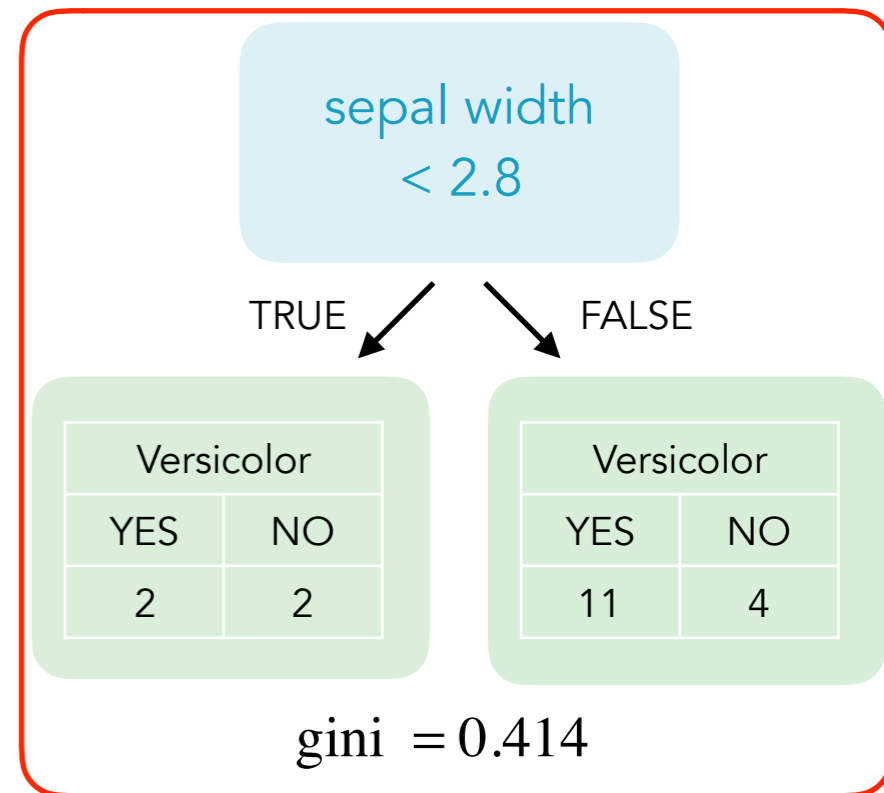 sepal width
< 2.8
TRUE FALSE
Versicolor Versicolor
YES NO YES NO
2 2 11 4
gini = 0.414